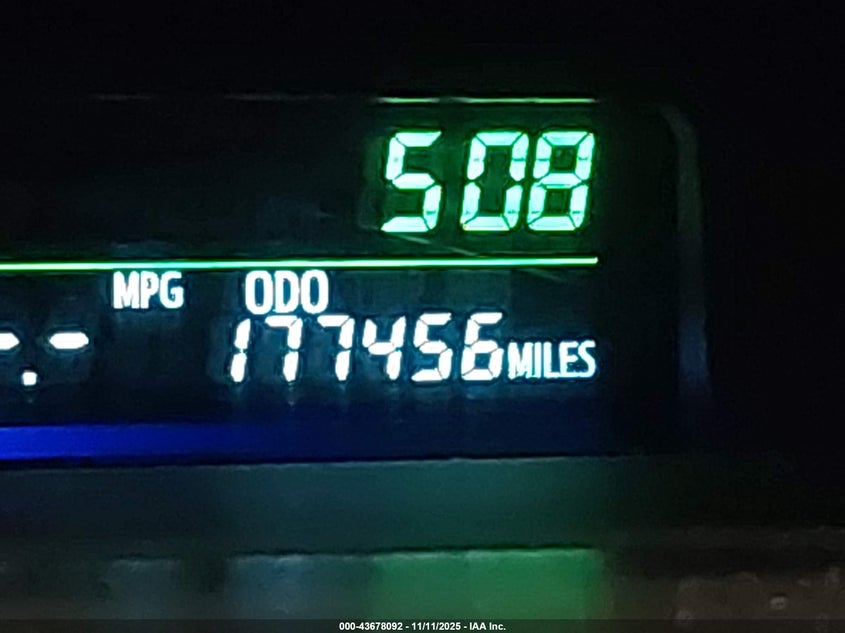 508
MPG ODO
-.- 177456 MILES
000-43678092 - 11/11/2025 - IAA Inc.